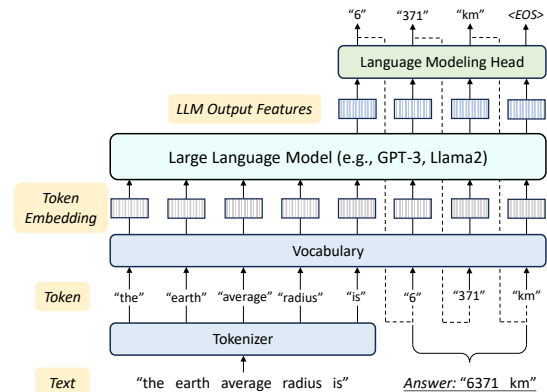 “6” “371” “km” <EOS>
Language Modeling Head
LLM Output Features
Large Language Model (e.g., GPT-3, Llama2)
Token
Embedding
Vocabulary
Token “the” “earth” “average” “radius” “is” “6” “371” “km”
Tokenizer
Text “the earth average radius is” Answer: “6371 km”